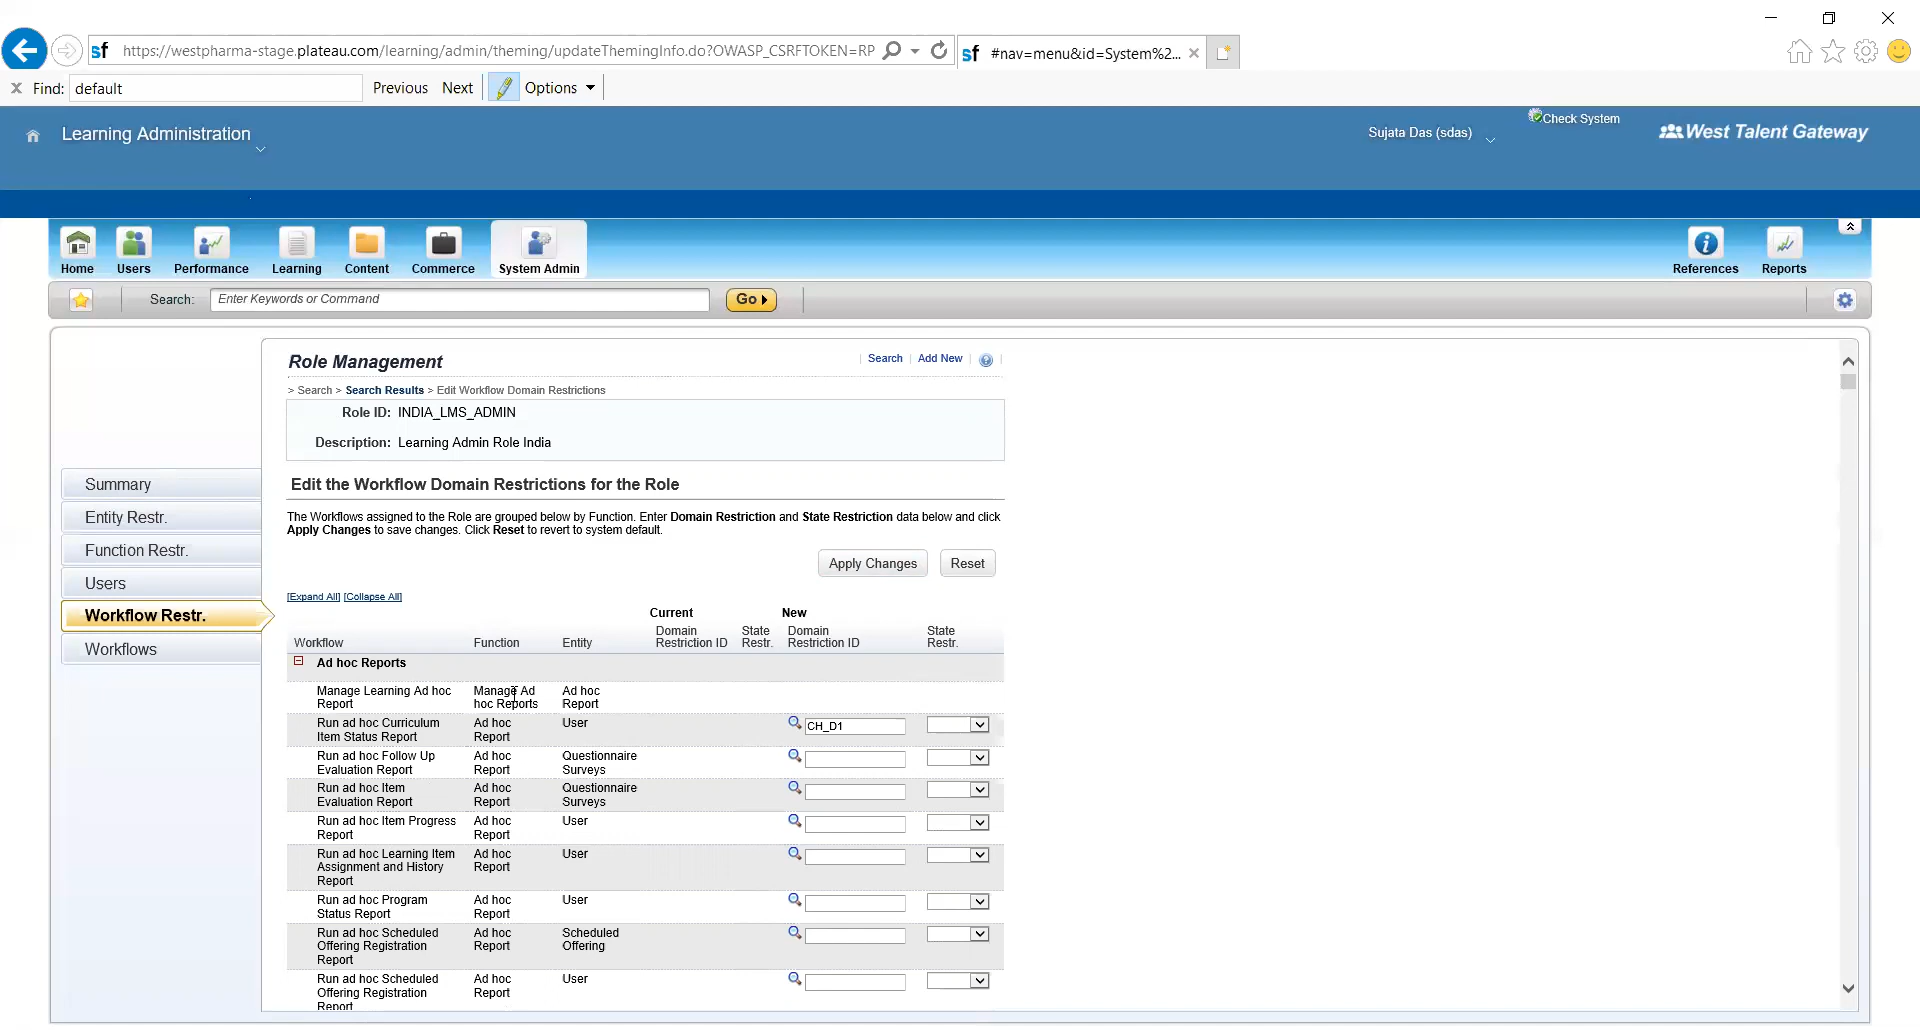 https://westpharma-stage.plateau.com/learning/admin/theming/updateThemingInfo.do?OWASP_CSRFTOKEN=RP
#nav=menu&id=System%2...
Find: default Previous Next Options
Learning Administration
Sujata Das (sdas)
Check System
West Talent Gateway
Home Users Performance Learning Content Commerce System Admin References Reports
Search: Enter Keywords or Command Go
Role Management
Search Add New
> Search > Search Results > Edit Workflow Domain Restrictions
Role ID: INDIA_LMS_ADMIN
Description: Learning Admin Role India
Summary
Entity Restr.
Function Restr.
Users
Workflow Restr.
Workflows
Edit the Workflow Domain Restrictions for the Role
The Workflows assigned to the Role are grouped below by Function. Enter Domain Restriction and State Restriction data below and click
Apply Changes to save changes. Click Reset to revert to system default.
Apply Changes Reset
[Expand All] [Collapse All]
Current New
Domain State Domain State
Workflow Function Entity Restriction ID Restr. Restriction ID Restr.
Ad hoc Reports
Manage Learning Ad hoc Manage Ad Ad hoc
Report hoc Reports Report
Run ad hoc Curriculum Ad hoc User CH_D1
Item Status Report Report
Run ad hoc Follow Up Ad hoc Questionnaire
Evaluation Report Report Surveys
Run ad hoc Item Ad hoc Questionnaire
Evaluation Report Report Surveys
Run ad hoc Item Progress Ad hoc User
Report Report
Run ad hoc Learning Item Ad hoc User
Assignment and History Report
Report
Run ad hoc Program Ad hoc User
Status Report Report
Run ad hoc Scheduled Ad hoc Scheduled
Offering Registration Report Offering
Report
Run ad hoc Scheduled Ad hoc User
Offering Registration Report
Report